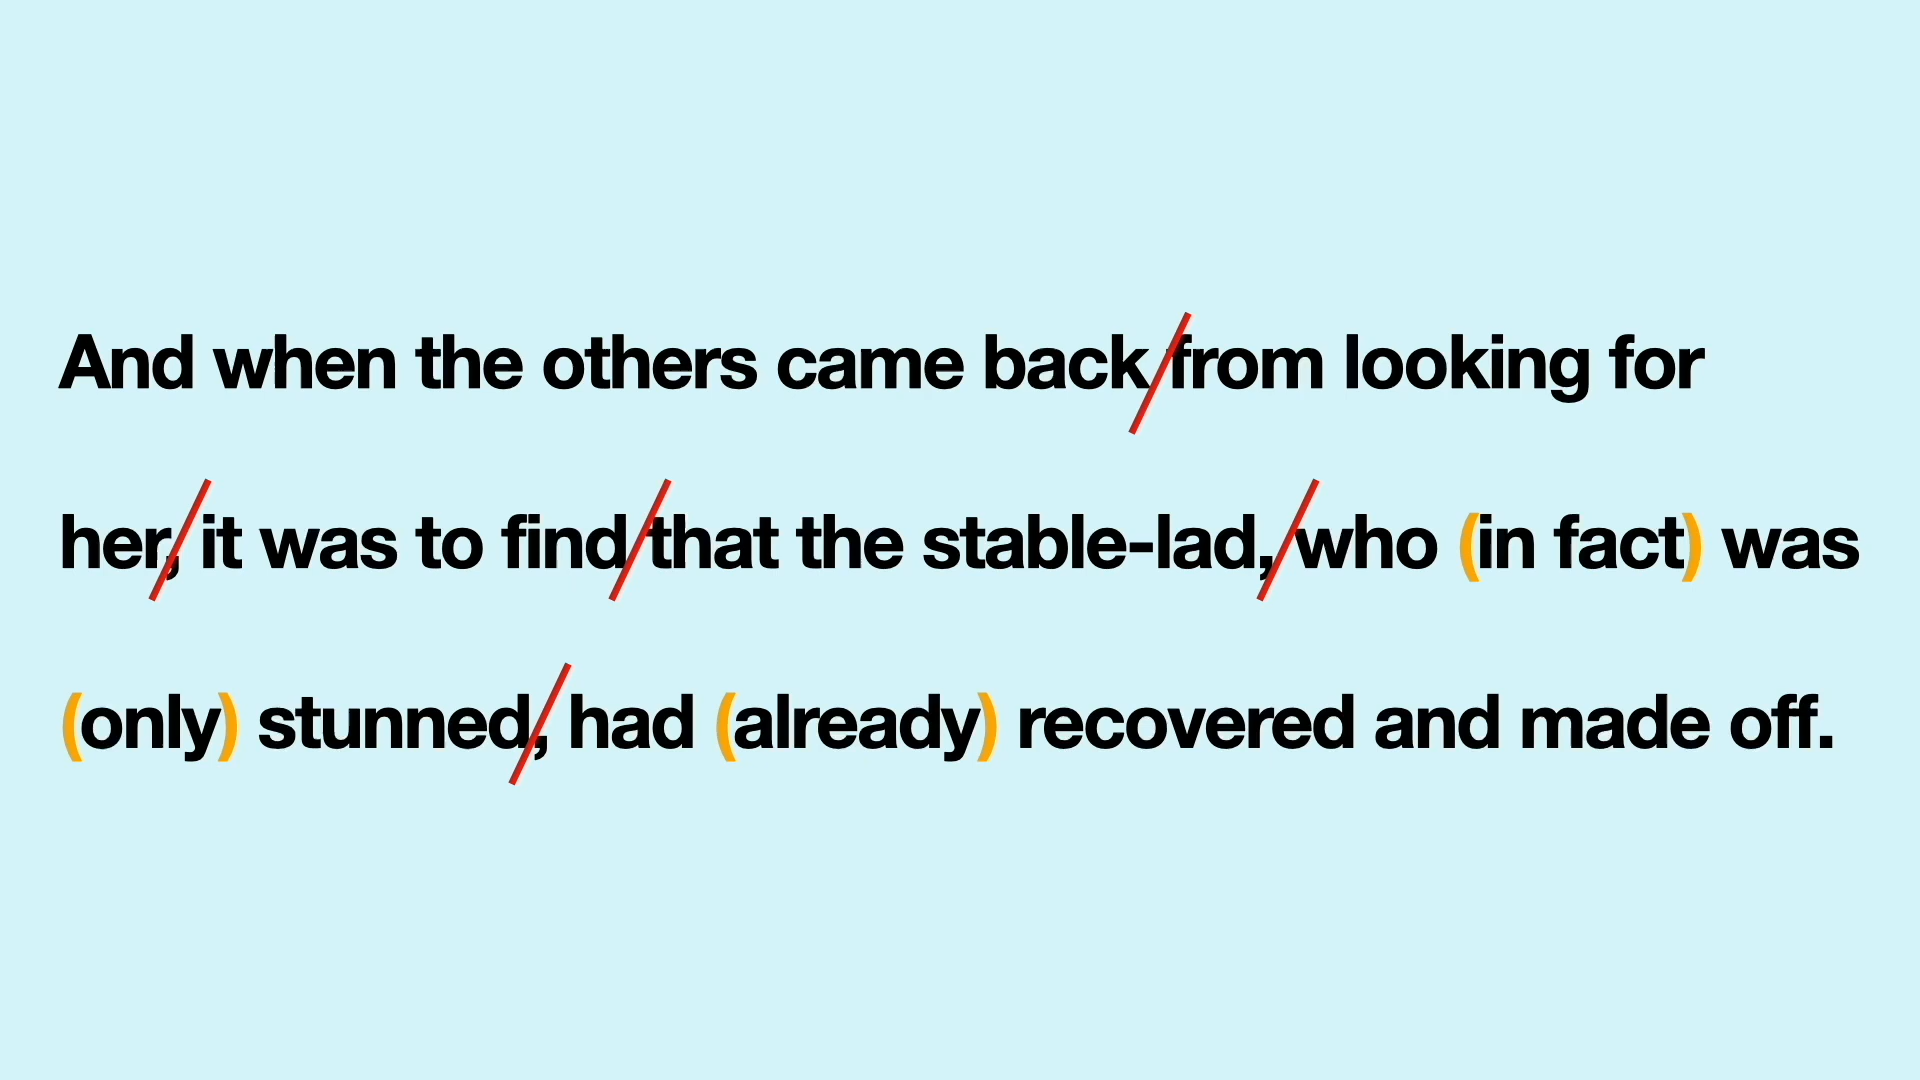 And when the others came back/from looking for
her,/it was to find/that the stable-lad,/who (in fact) was
(only) stunned,/had (already) recovered and made off.